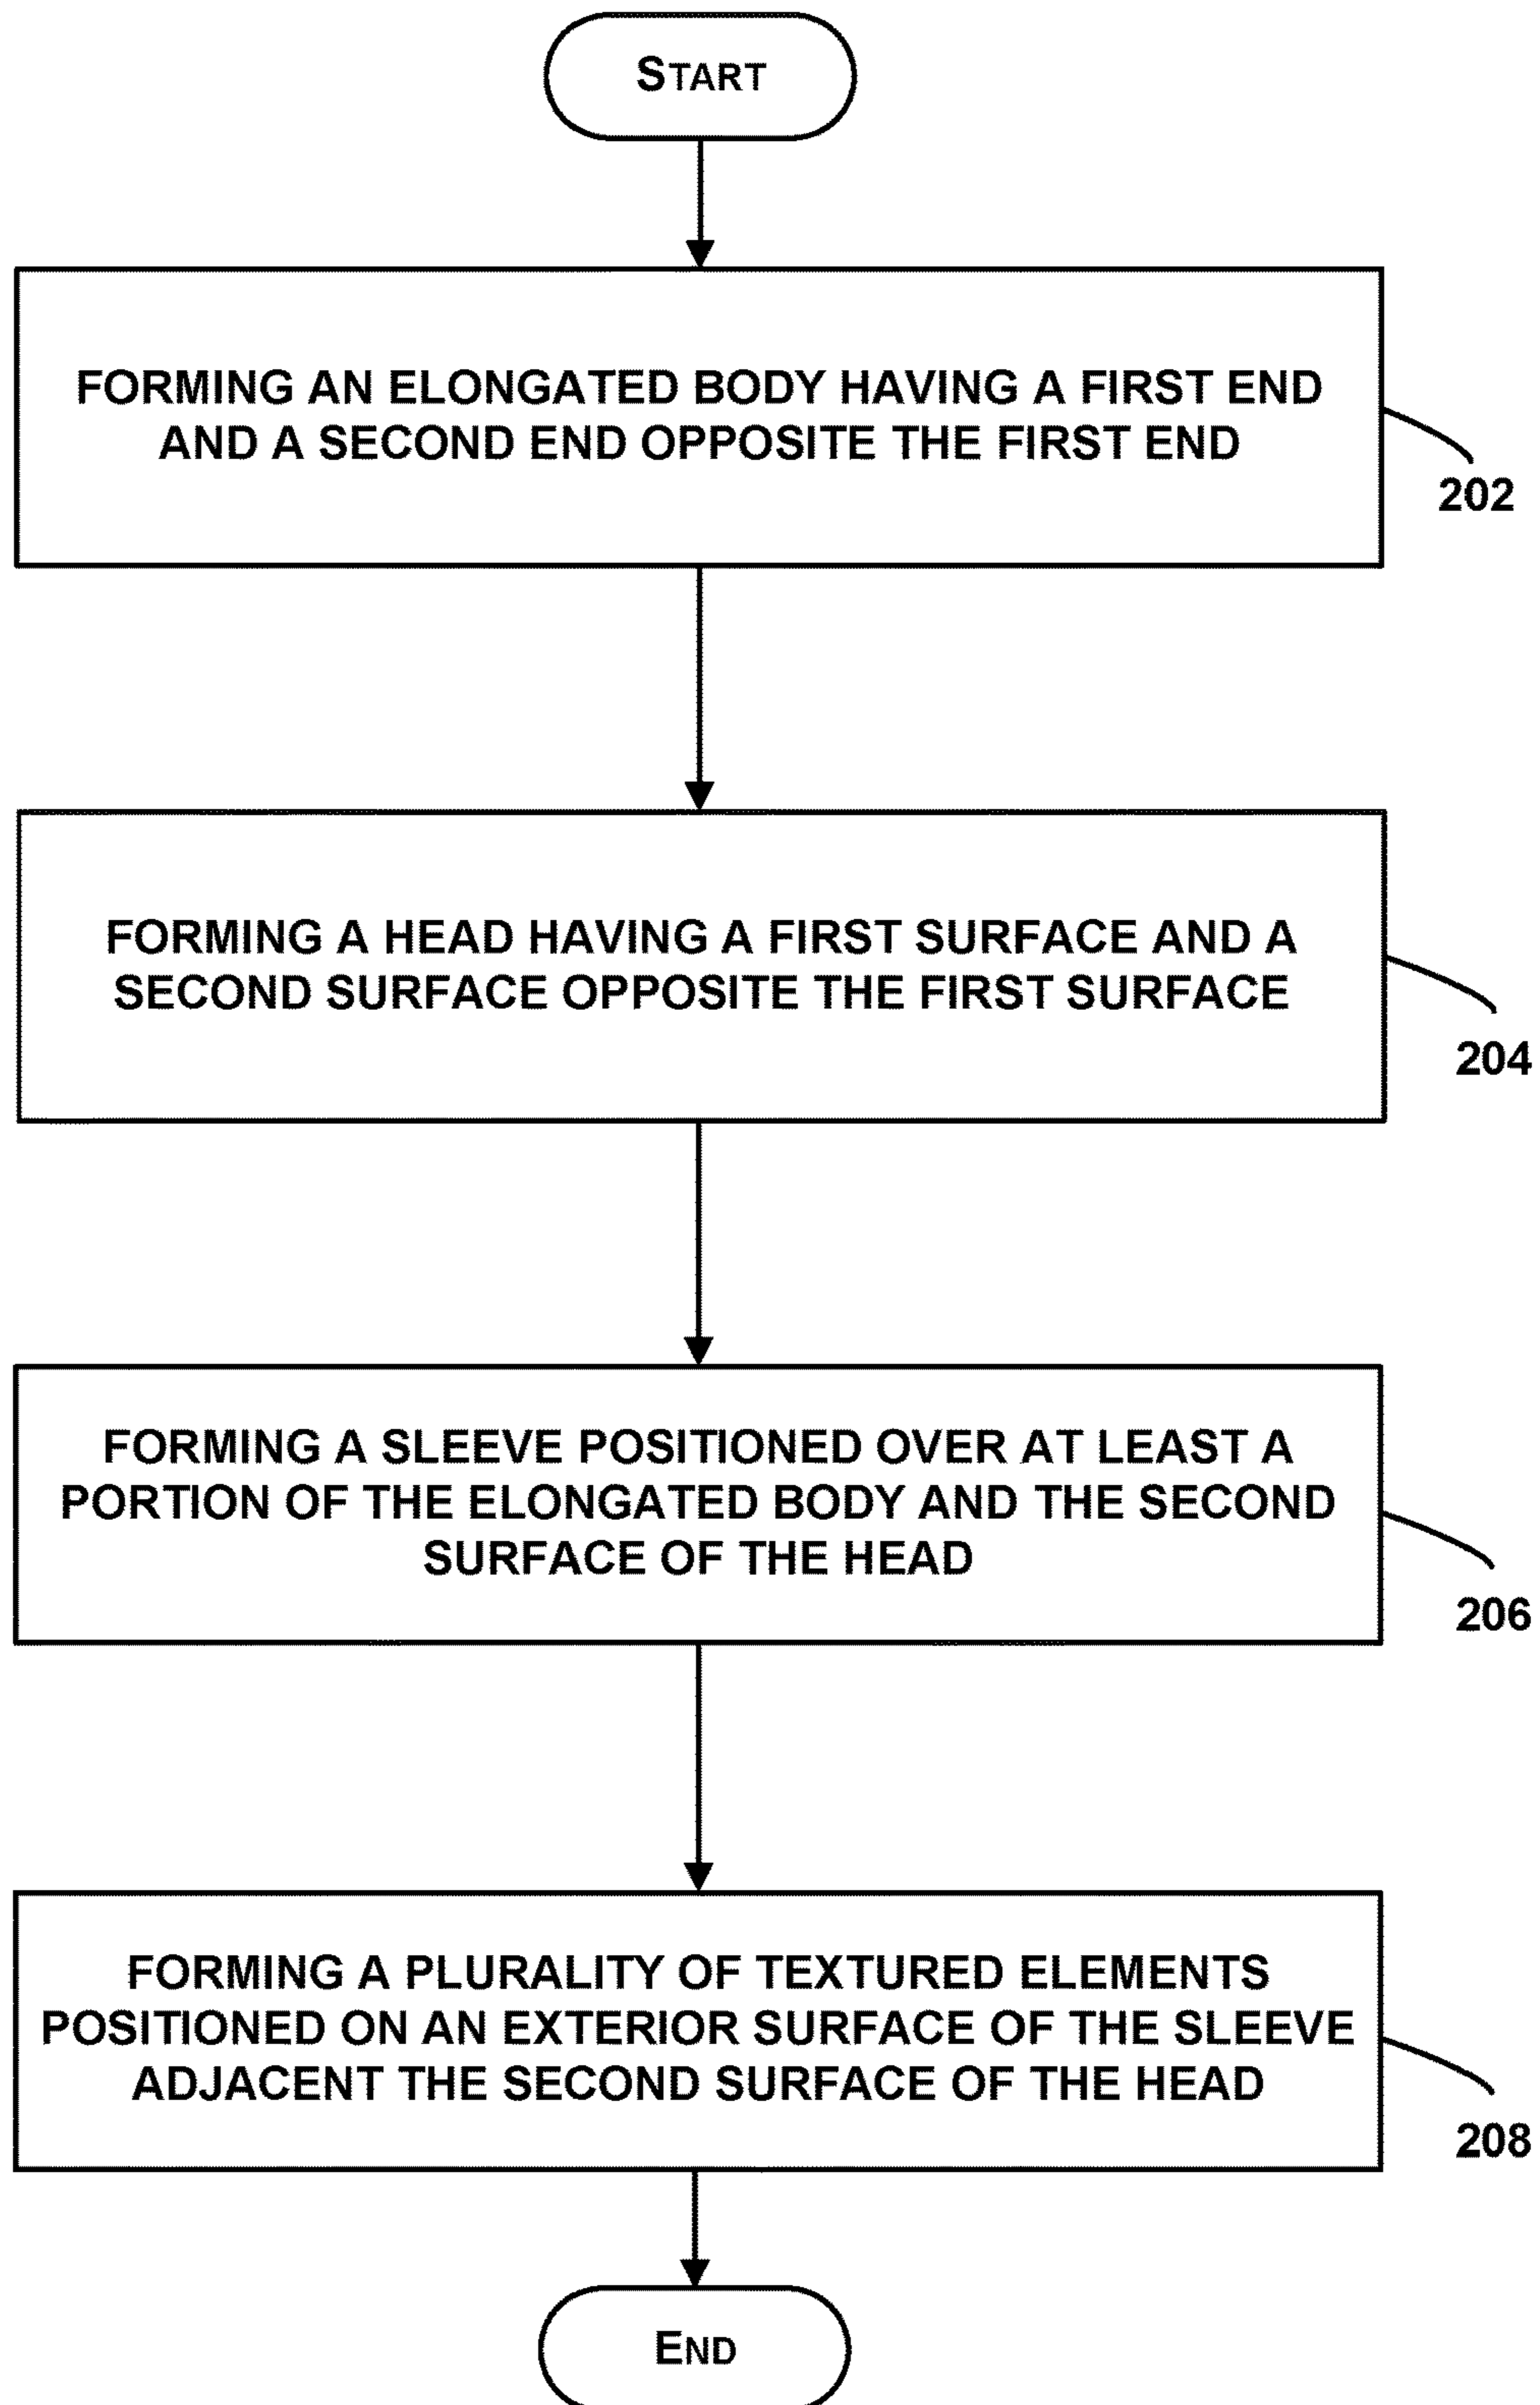 START
FORMING AN ELONGATED BODY HAVING A FIRST END
AND A SECOND END OPPOSITE THE FIRST END
202
FORMING A HEAD HAVING A FIRST SURFACE AND A
SECOND SURFACE OPPOSITE THE FIRST SURFACE
204
FORMING A SLEEVE POSITIONED OVER AT LEAST A
PORTION OF THE ELONGATED BODY AND THE SECOND
SURFACE OF THE HEAD
206
FORMING A PLURALITY OF TEXTURED ELEMENTS
POSITIONED ON AN EXTERIOR SURFACE OF THE SLEEVE
ADJACENT THE SECOND SURFACE OF THE HEAD
208
END